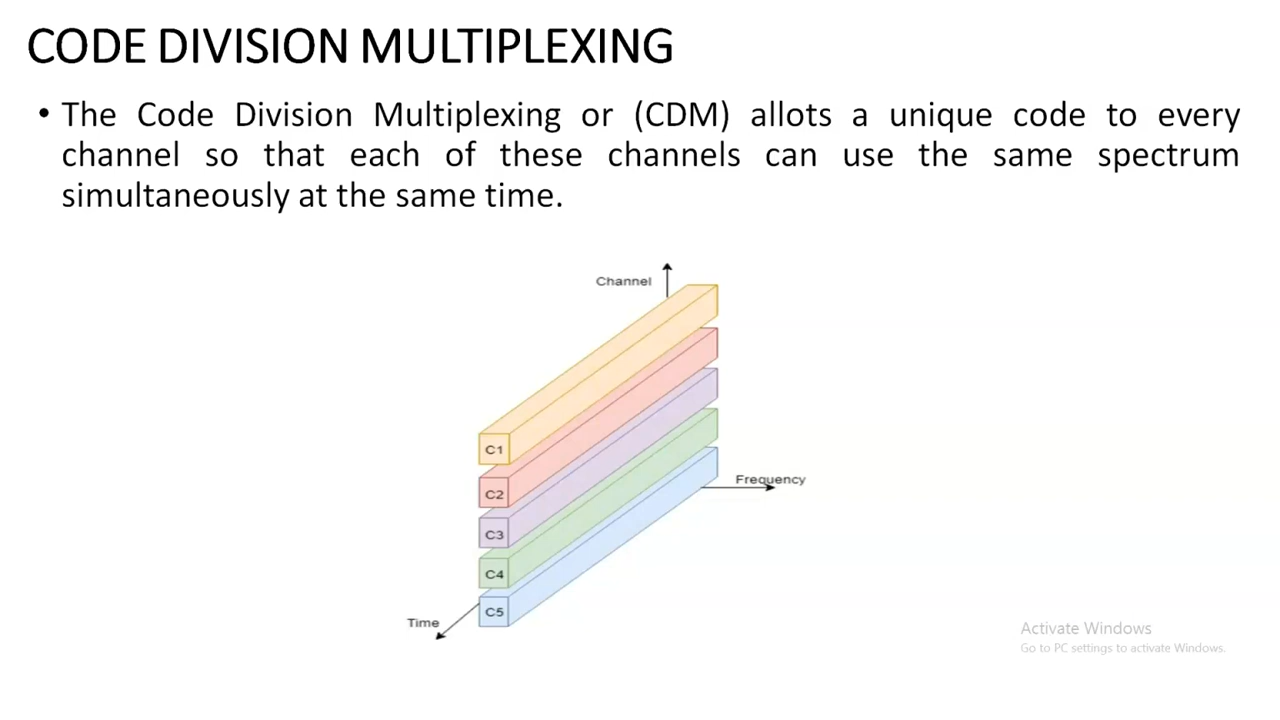 CODE DIVISION MULTIPLEXING
• The Code Division Multiplexing or (CDM) allots a unique code to every
channel so that each of these channels can use the same spectrum
simultaneously at the same time.
Channel
C1
C2
Frequency
C3
C4
C5
Time
Activate Windows
Go to PC settings to activate Windows.